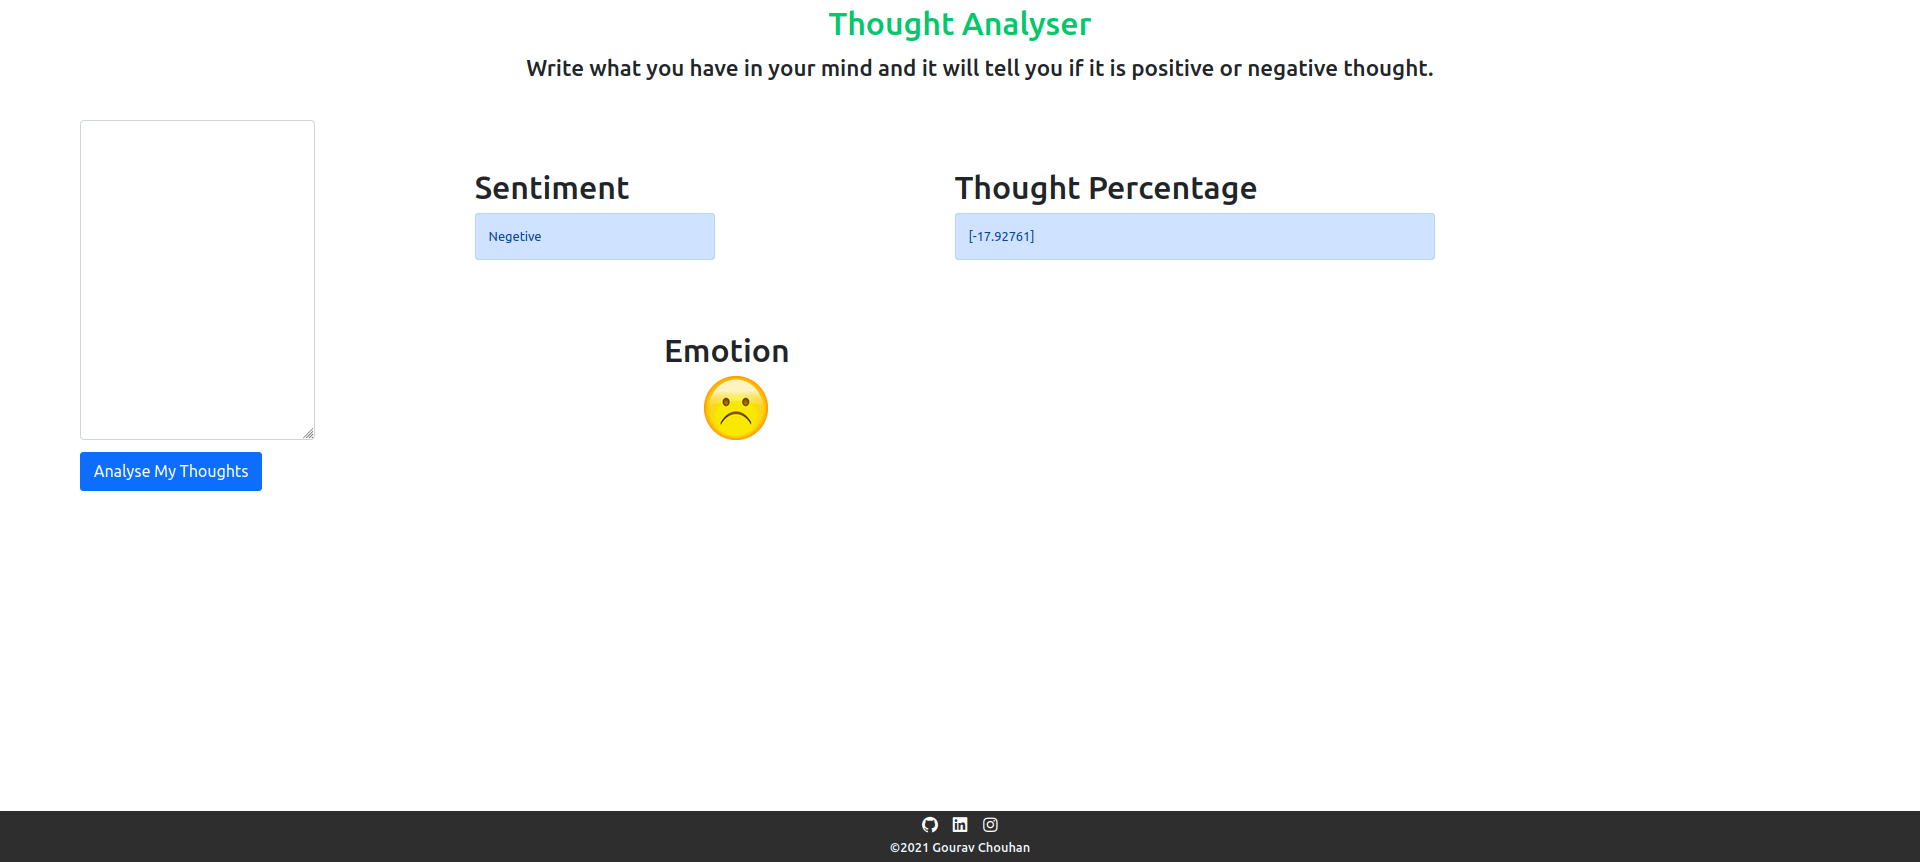 Thought Analyser
Write what you have in your mind and it will tell you if it is positive or negative thought.
Sentiment
Negetive
Thought Percentage
[-17.92761]
Emotion
Analyse My Thoughts
©2021 Gourav Chouhan